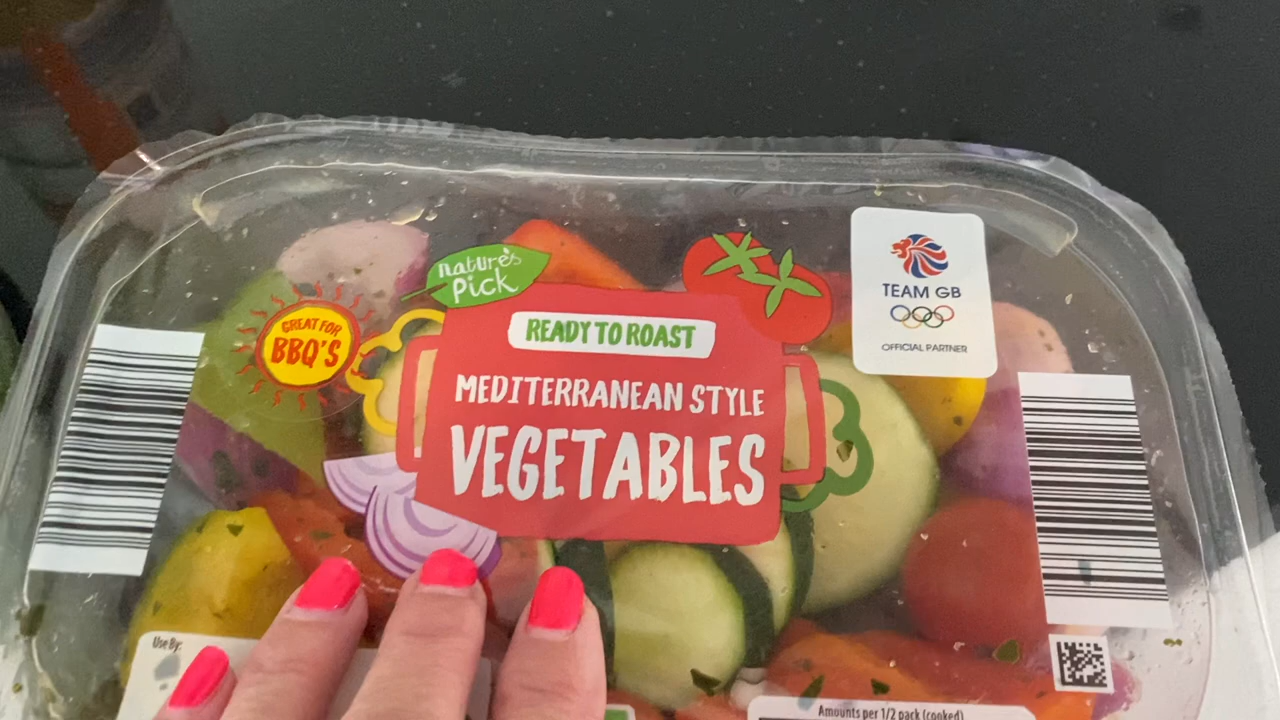 nature's
pick
GREAT FOR
BBQ'S
READY TO ROAST
MEDITERRANEAN STYLE
VEGETABLES
TEAM GB
OFFICIAL PARTNER
Use By:
Amounts per 1/2 pack (cooked)